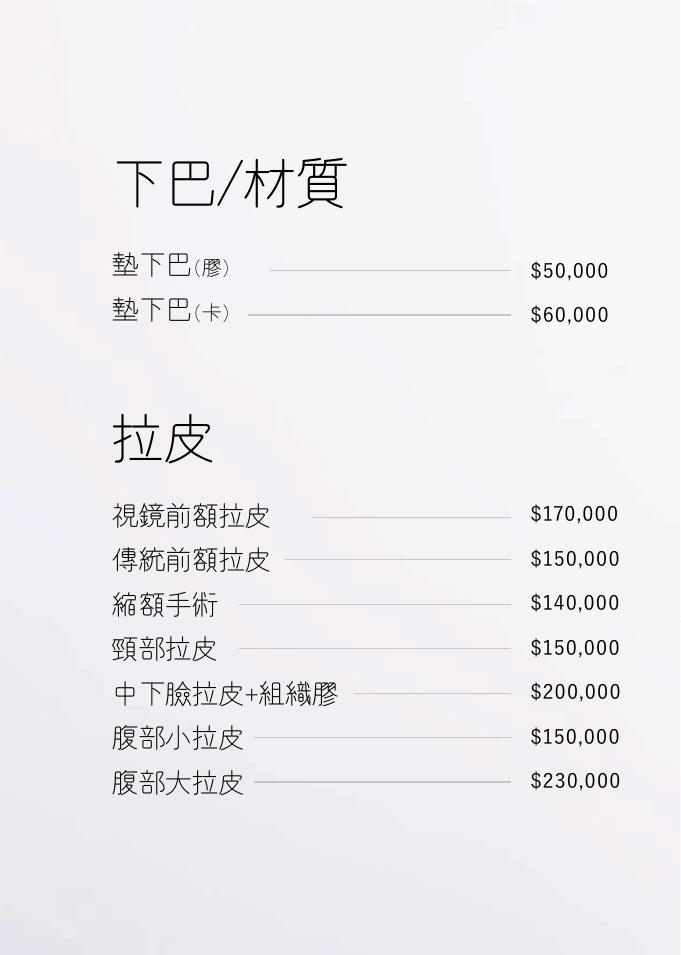 下巴/材質
墊下巴(膠) $50,000
墊下巴(卡) $60,000
拉皮
視鏡前額拉皮 $170,000
傳統前額拉皮 $150,000
縮額手術 $140,000
頸部拉皮 $150,000
中下臉拉皮+組織膠 $200,000
腹部小拉皮 $150,000
腹部大拉皮 $230,000